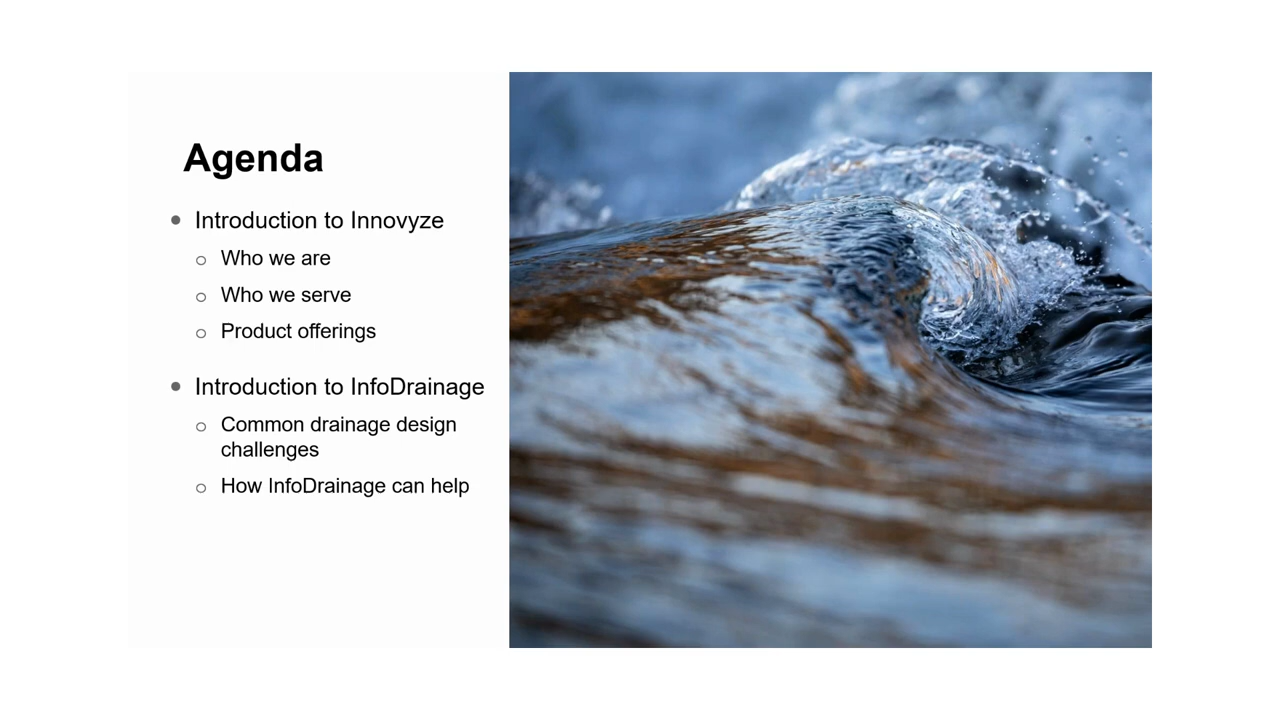 Agenda
Introduction to Innovyze
Who we are
Who we serve
Product offerings
Introduction to InfoDrainage
Common drainage design
challenges
How InfoDrainage can help